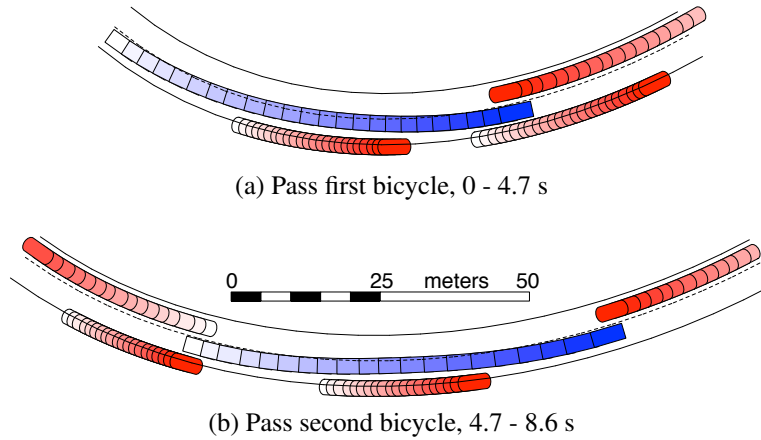 (a) Pass first bicycle, 0 - 4.7 s
0 25 meters 50
(b) Pass second bicycle, 4.7 - 8.6 s